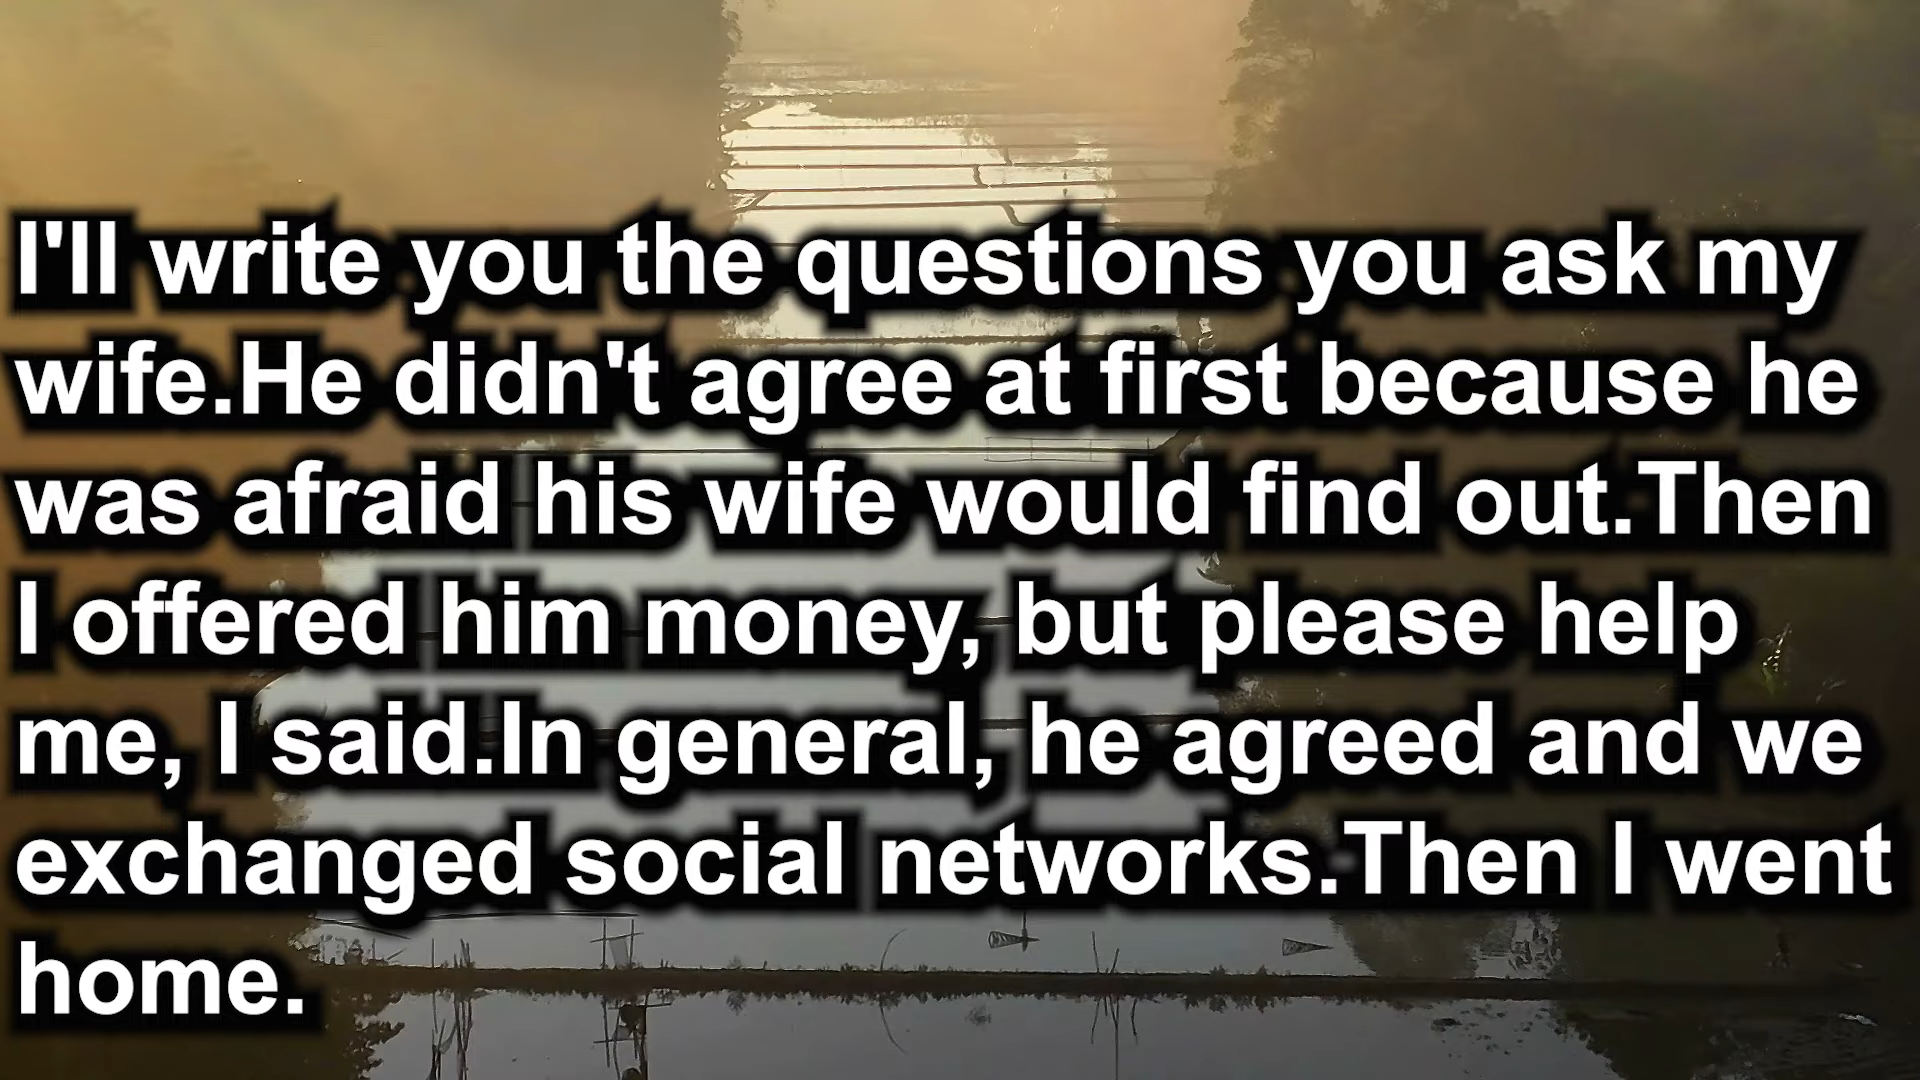 I'll write you the questions you ask my
wife.He didn't agree at first because he
was afraid his wife would find out.Then
I offered him money, but please help
me, I said.In general, he agreed and we
exchanged social networks.Then I went
home.